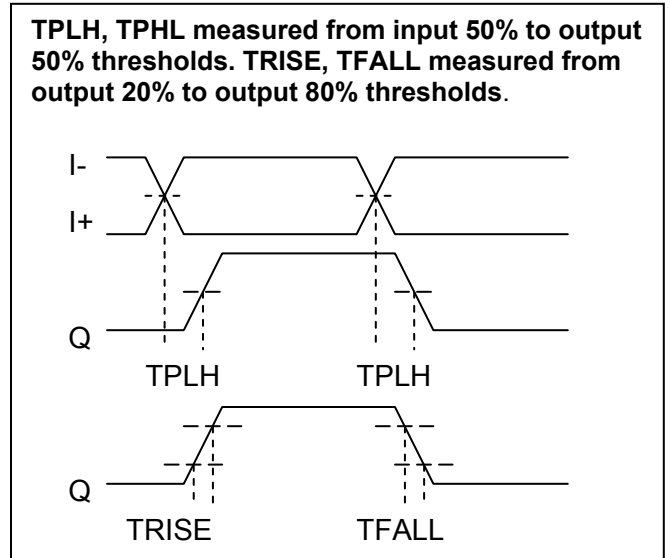 TPLH, TPHL measured from input 50% to output
50% thresholds. TRISE, TFALL measured from
output 20% to output 80% thresholds.
I-
I+
Q
TPLH TPLH
Q
TRISE TFALL